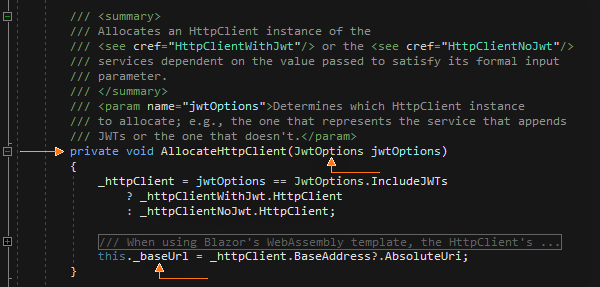 /// <summary>
/// Allocates an HttpClient instance of the
/// <see cref="HttpClientWithJwt"/> or the <see cref="HttpClientNoJwt"/>
/// services dependent on the value passed to satisfy its formal input
/// parameter.
/// </summary>
/// <param name="jwtOptions">Determines which HttpClient instance
/// to allocate; e.g., the one that represents the service that appends
/// JWTs or the one that doesn't.</param>
private void AllocateHttpClient(JwtOptions jwtOptions)
{
_httpClient = jwtOptions == JwtOptions.IncludeJWTs
? _httpClientWithJwt.HttpClient
: _httpClientNoJwt.HttpClient;
/// When using Blazor's WebAssembly template, the HttpClient's ...
this._baseUrl = _httpClient.BaseAddress?.AbsoluteUri;
}